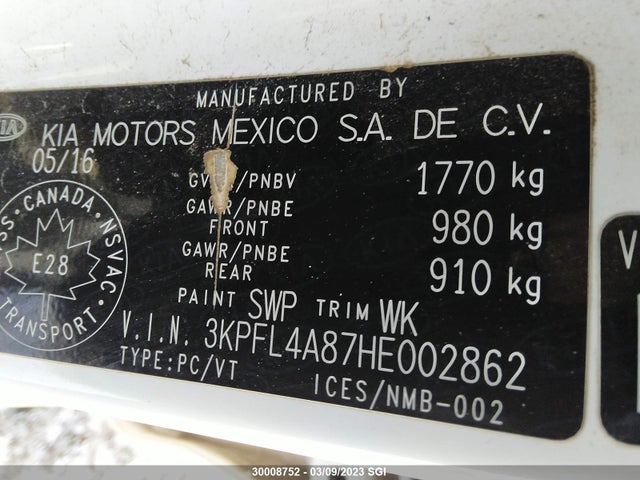 MANUFACTURED BY
KIA MOTORS MEXICO S.A. DE C.V.
05/16
/PNBV 1770 kg
GAWR/PNBE
FRONT 980 kg
GAWR/PNBE
REAR 910 kg
PAINT SWP TRIM WK
V.I.N. 3KPFL4A87HE002862
TYPE:PC/VT ICES/NMB-002
CANADA
NSVAC
E28
TRANSPORT
30008752 — 03/09/2023 SGI